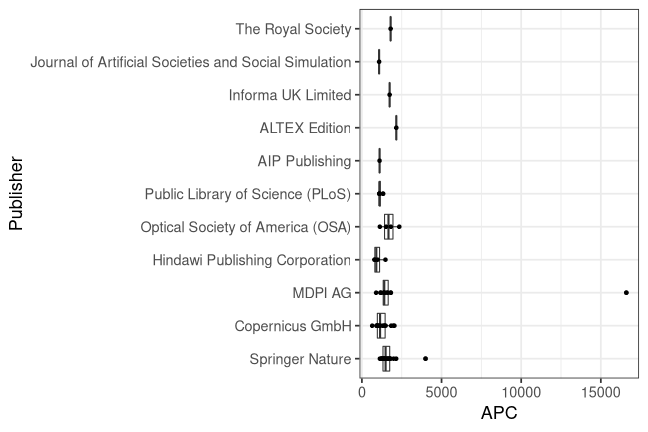 The Royal Society
Journal of Artificial Societies and Social Simulation
Informa UK Limited
ALTEX Edition
AIP Publishing
Public Library of Science (PLoS)
Optical Society of America (OSA)
Hindawi Publishing Corporation
MDPI AG
Copernicus GmbH
Springer Nature
Publisher
0 5000 10000 15000
APC